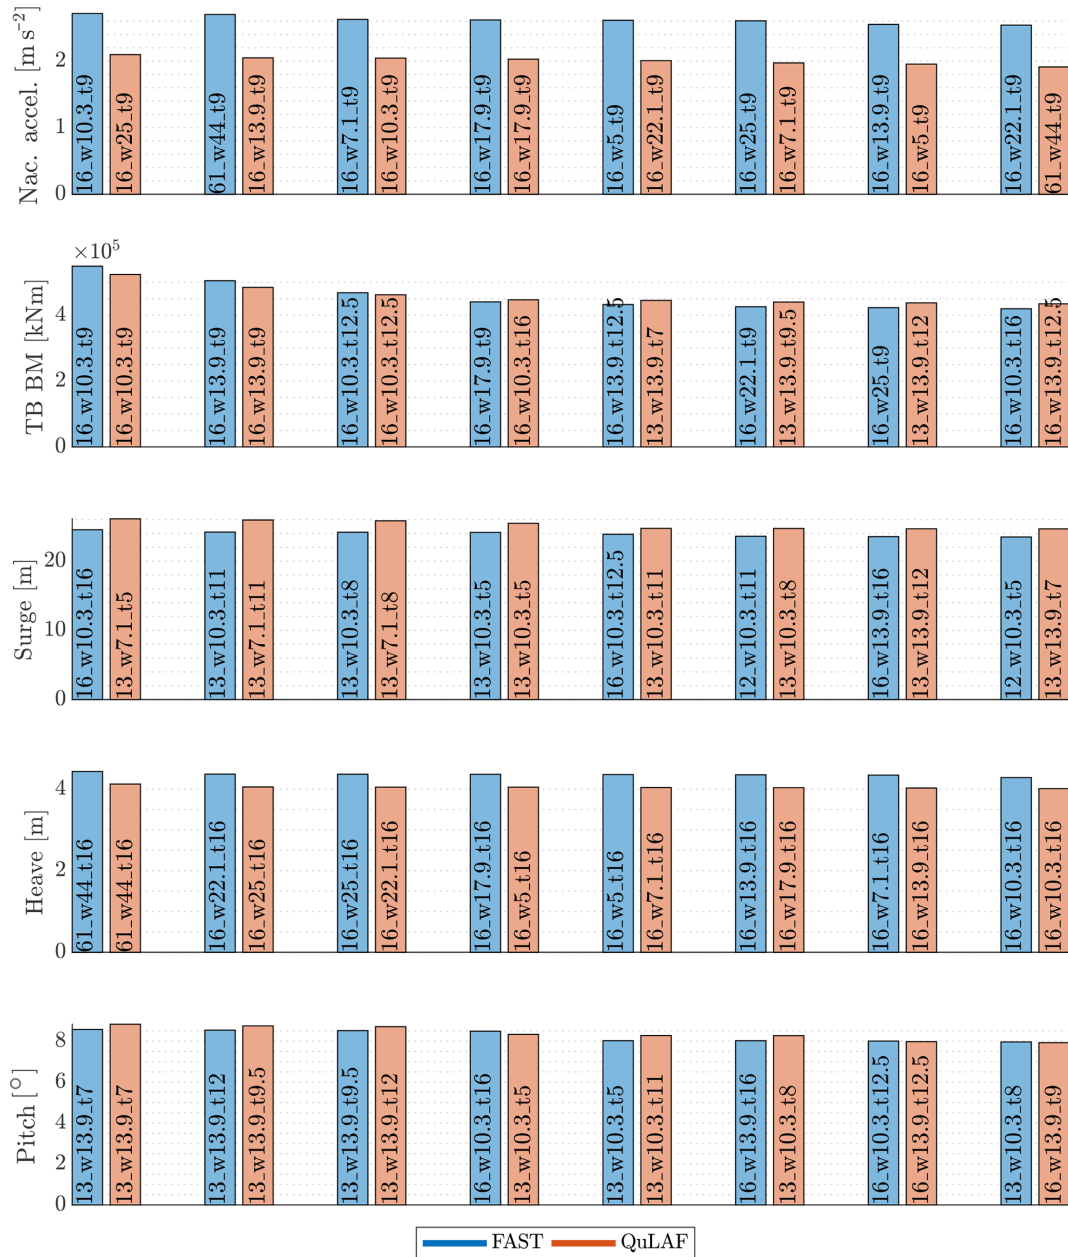 Nac. accel. [m s⁻²]
2
1
0
16_w10.3_t9
16_w25_t9
61_w44_t9
16_w13.9_t9
16_w7.1_t9
16_w10.3_t9
16_w17.9_t9
16_w17.9_t9
16_w5_t9
16_w22.1_t9
16_w25_t9
16_w7.1_t9
16_w13.9_t9
16_w5_t9
16_w22.1_t9
61_w44_t9
×10⁵
TB BM [kNm]
4
2
0
16_w10.3_t9
16_w10.3_t9
16_w13.9_t9
16_w13.9_t9
16_w10.3_t12.5
16_w10.3_t12.5
16_w17.9_t9
16_w10.3_t16
16_w13.9_t12.5
13_w13.9_t7
16_w22.1_t9
13_w13.9_t9.5
16_w25_t9
13_w13.9_t12
16_w10.3_t16
16_w13.9_t12.5
Surge [m]
20
10
0
16_w10.3_t16
13_w7.1_t5
13_w10.3_t11
13_w7.1_t11
13_w10.3_t8
13_w7.1_t8
13_w10.3_t5
13_w10.3_t5
16_w10.3_t12.5
13_w10.3_t11
12_w10.3_t11
13_w10.3_t8
16_w13.9_t16
13_w13.9_t12
12_w10.3_t5
13_w13.9_t7
Heave [m]
4
2
0
61_w44_t16
61_w44_t16
16_w22.1_t16
16_w25_t16
16_w25_t16
16_w22.1_t16
16_w17.9_t16
16_w5_t16
16_w5_t16
16_w7.1_t16
16_w13.9_t16
16_w17.9_t16
16_w7.1_t16
16_w13.9_t16
16_w10.3_t16
16_w10.3_t16
Pitch [°]
8
6
4
2
0
13_w13.9_t7
13_w13.9_t7
13_w13.9_t12
13_w13.9_t9.5
13_w13.9_t9.5
13_w13.9_t12
16_w10.3_t16
13_w10.3_t5
13_w10.3_t5
13_w10.3_t11
16_w13.9_t16
13_w10.3_t8
16_w10.3_t12.5
16_w13.9_t12.5
13_w10.3_t8
16_w13.9_t9
FAST QuLAF